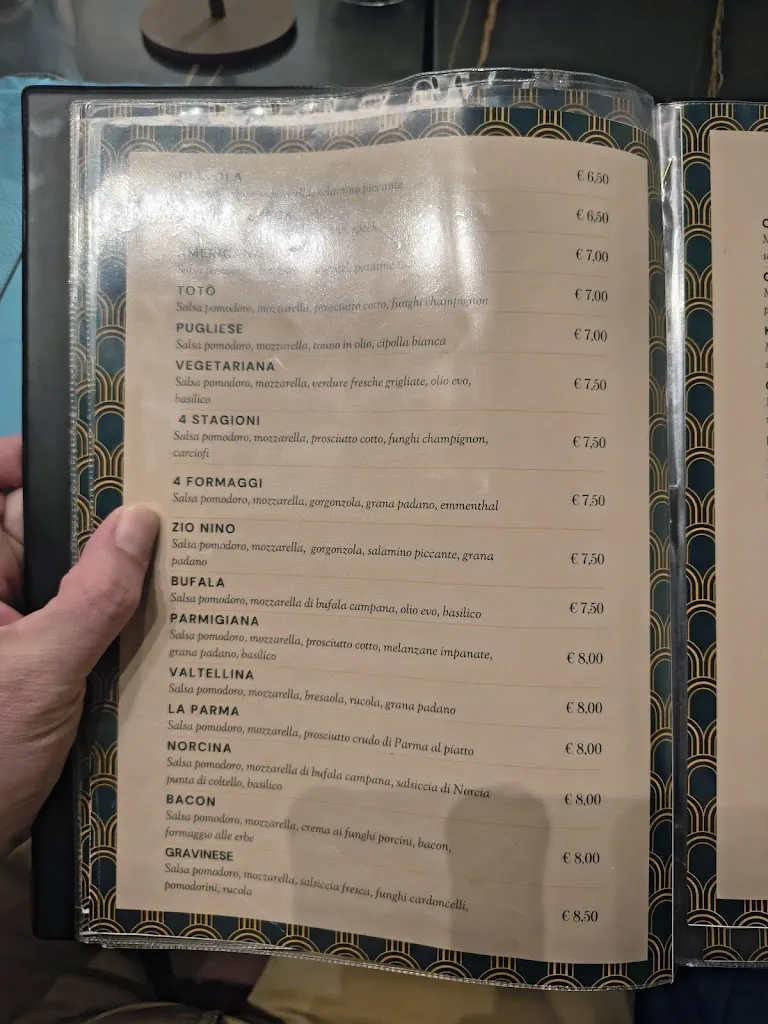 salamino piccante
€ 6,50
speck
€ 6,50
€ 7,00
TOTÒ
Salsa pomodoro, mozzarella, prosciutto cotto, funghi champignon
€ 7,00
PUGLIESE
Salsa pomodoro, mozzarella, tonno in olio, cipolla bianca
€ 7,00
VEGETARIANA
Salsa pomodoro, mozzarella, verdure fresche grigliate, olio evo,
basilico
€ 7,50
4 STAGIONI
Salsa pomodoro, mozzarella, prosciutto cotto, funghi champignon,
carciofi
€ 7,50
4 FORMAGGI
Salsa pomodoro, mozzarella, gorgonzola, grana padano, emmenthal
€ 7,50
ZIO NINO
Salsa pomodoro, mozzarella, gorgonzola, salamino piccante, grana
padano
€ 7,50
BUFALA
Salsa pomodoro, mozzarella di bufala campana, olio evo, basilico
€ 7,50
PARMIGIANA
Salsa pomodoro, mozzarella, prosciutto cotto, melanzane impanate,
grana padano, basilico
€ 8,00
VALTELLINA
Salsa pomodoro, mozzarella, bresaola, rucola, grana padano
€ 8,00
LA PARMA
Salsa pomodoro, mozzarella, prosciutto crudo di Parma al piatto
€ 8,00
NORCINA
Salsa pomodoro, mozzarella di bufala campana, salsiccia di Norcia
punta di coltello, basilico
€ 8,00
BACON
Salsa pomodoro, mozzarella, crema ai funghi porcini, bacon,
formaggio alle erbe
€ 8,00
GRAVINESE
Salsa pomodoro, mozzarella, salsiccia fresca, funghi cardoncelli,
pomodorini, rucola
€ 8,50